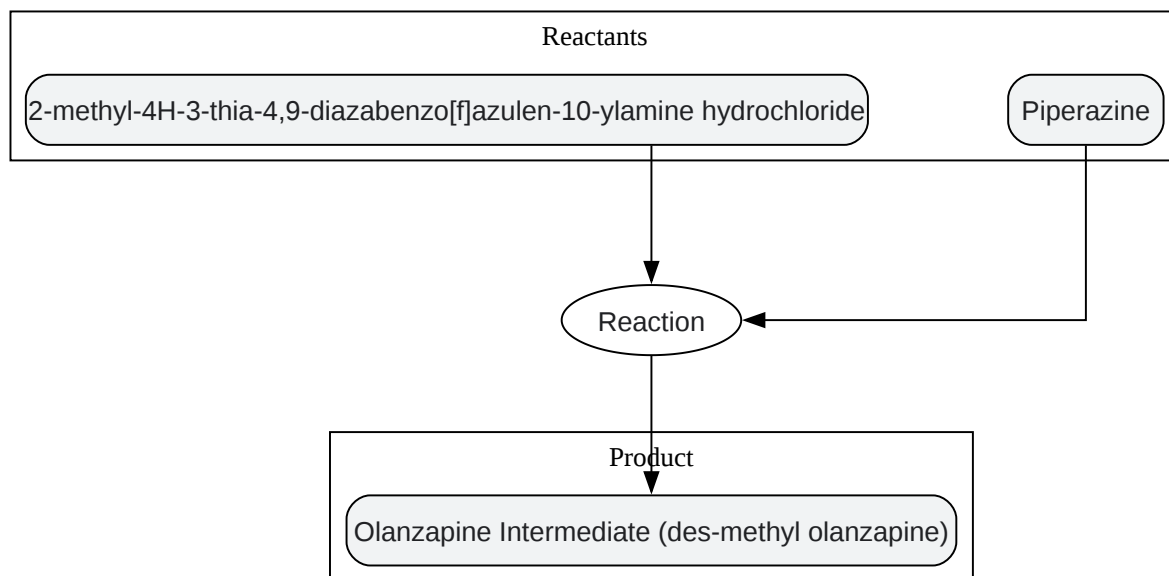 Reactants
2-methyl-4H-3-thia-4,9-diazabenzo[f]azulen-10-ylamine hydrochloride
Piperazine
Reaction
Product
Olanzapine Intermediate (des-methyl olanzapine)